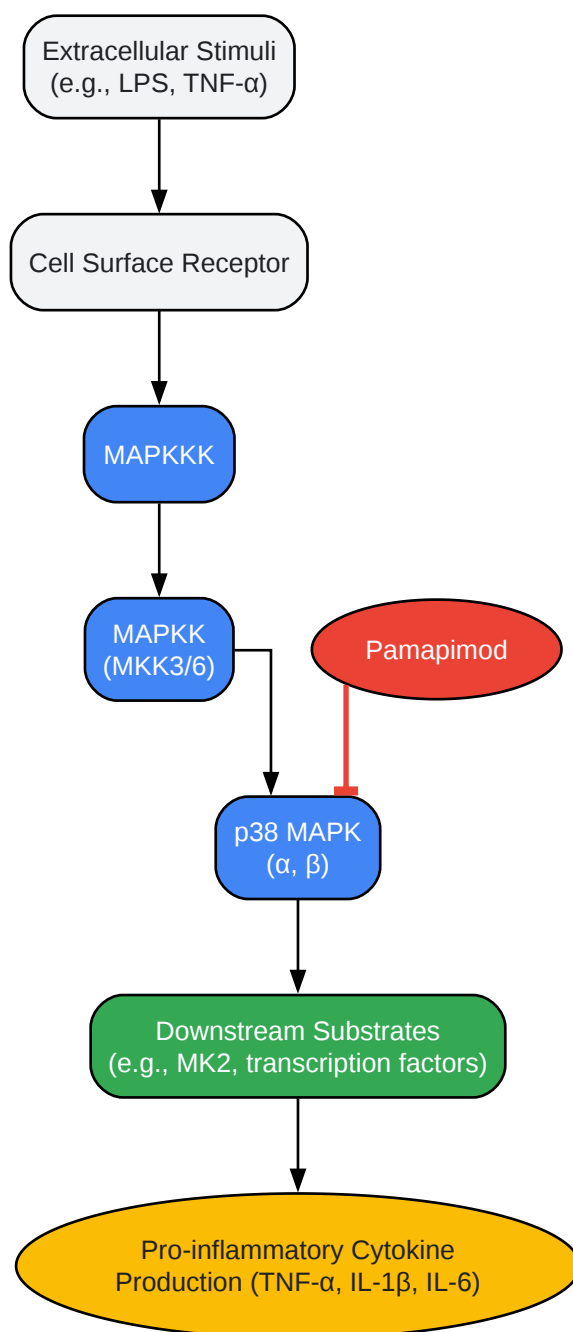 Extracellular Stimuli
(e.g., LPS, TNF-α)
Cell Surface Receptor
MAPKKK
MAPKK
(MKK3/6)
Pamapimod
p38 MAPK
(α, β)
Downstream Substrates
(e.g., MK2, transcription factors)
Pro-inflammatory Cytokine
Production (TNF-α, IL-1β, IL-6)